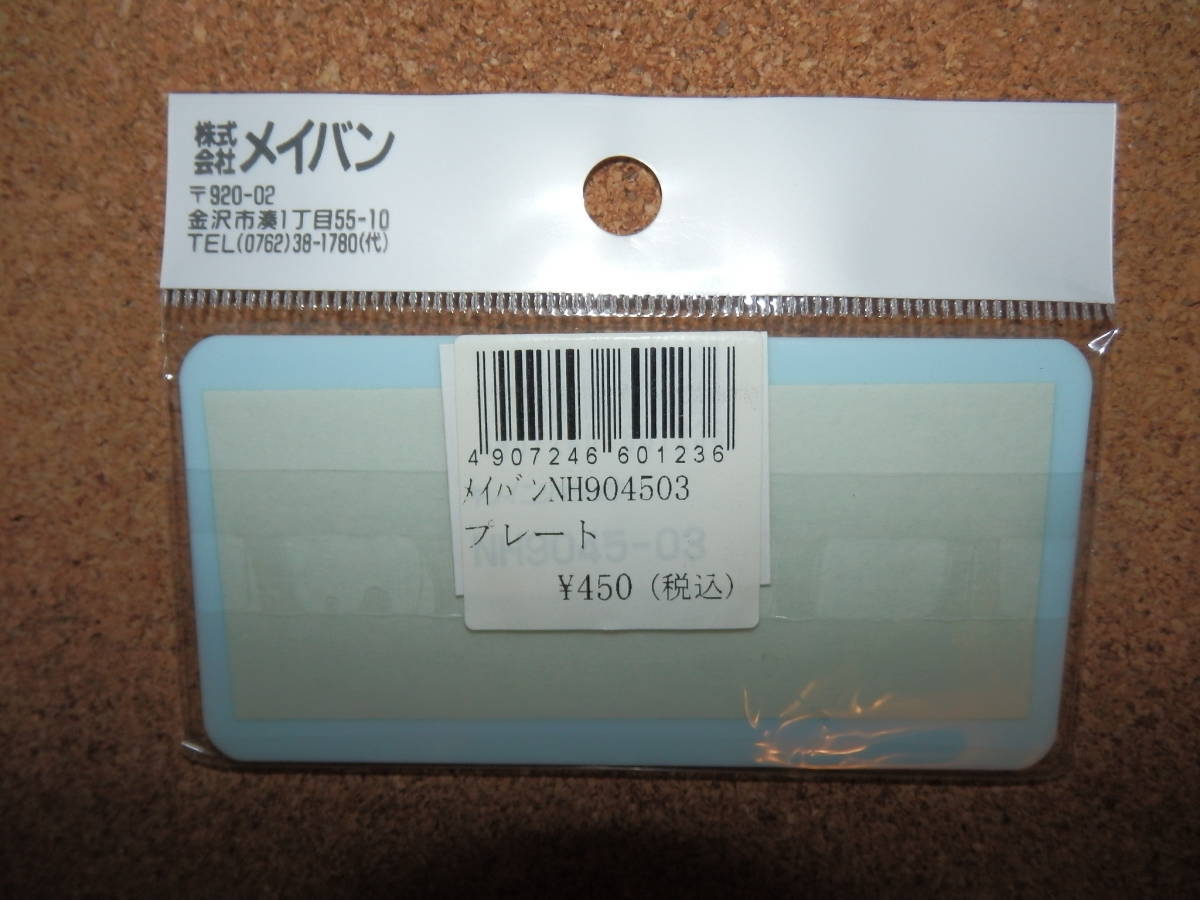 株式会社メイバン
〒920-02
金沢市湊1丁目55-10
TEL(0762)38-1780(代)
4 907246 601236
ﾒｲﾊﾞﾝNH904503
プレート
NH9045-03
¥450 (税込)